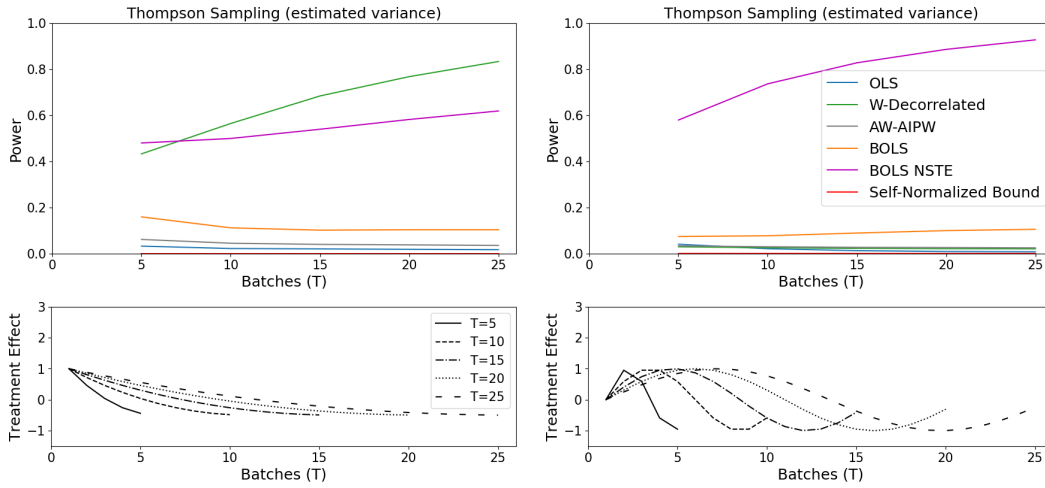 Thompson Sampling (estimated variance)
1.0
0.8
0.6
0.4
0.2
0.0
Power
0
5
10
15
20
25
Batches (T)
Thompson Sampling (estimated variance)
1.0
0.8
0.6
0.4
0.2
0.0
Power
OLS
W-Decorrelated
AW-AIPW
BOLS
BOLS NSTE
Self-Normalized Bound
0
5
10
15
20
25
Batches (T)
3
2
1
0
−1
Treatment Effect
T=5
T=10
T=15
T=20
T=25
0
5
10
15
20
25
Batches (T)
3
2
1
0
−1
Treatment Effect
0
5
10
15
20
25
Batches (T)